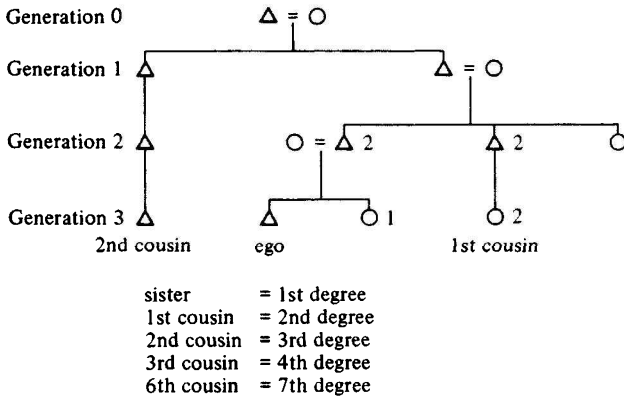 Generation 0
=
Generation 1
=
Generation 2
= 2 2
Generation 3
1 2
2nd cousin ego 1st cousin
sister = 1st degree
1st cousin = 2nd degree
2nd cousin = 3rd degree
3rd cousin = 4th degree
6th cousin = 7th degree